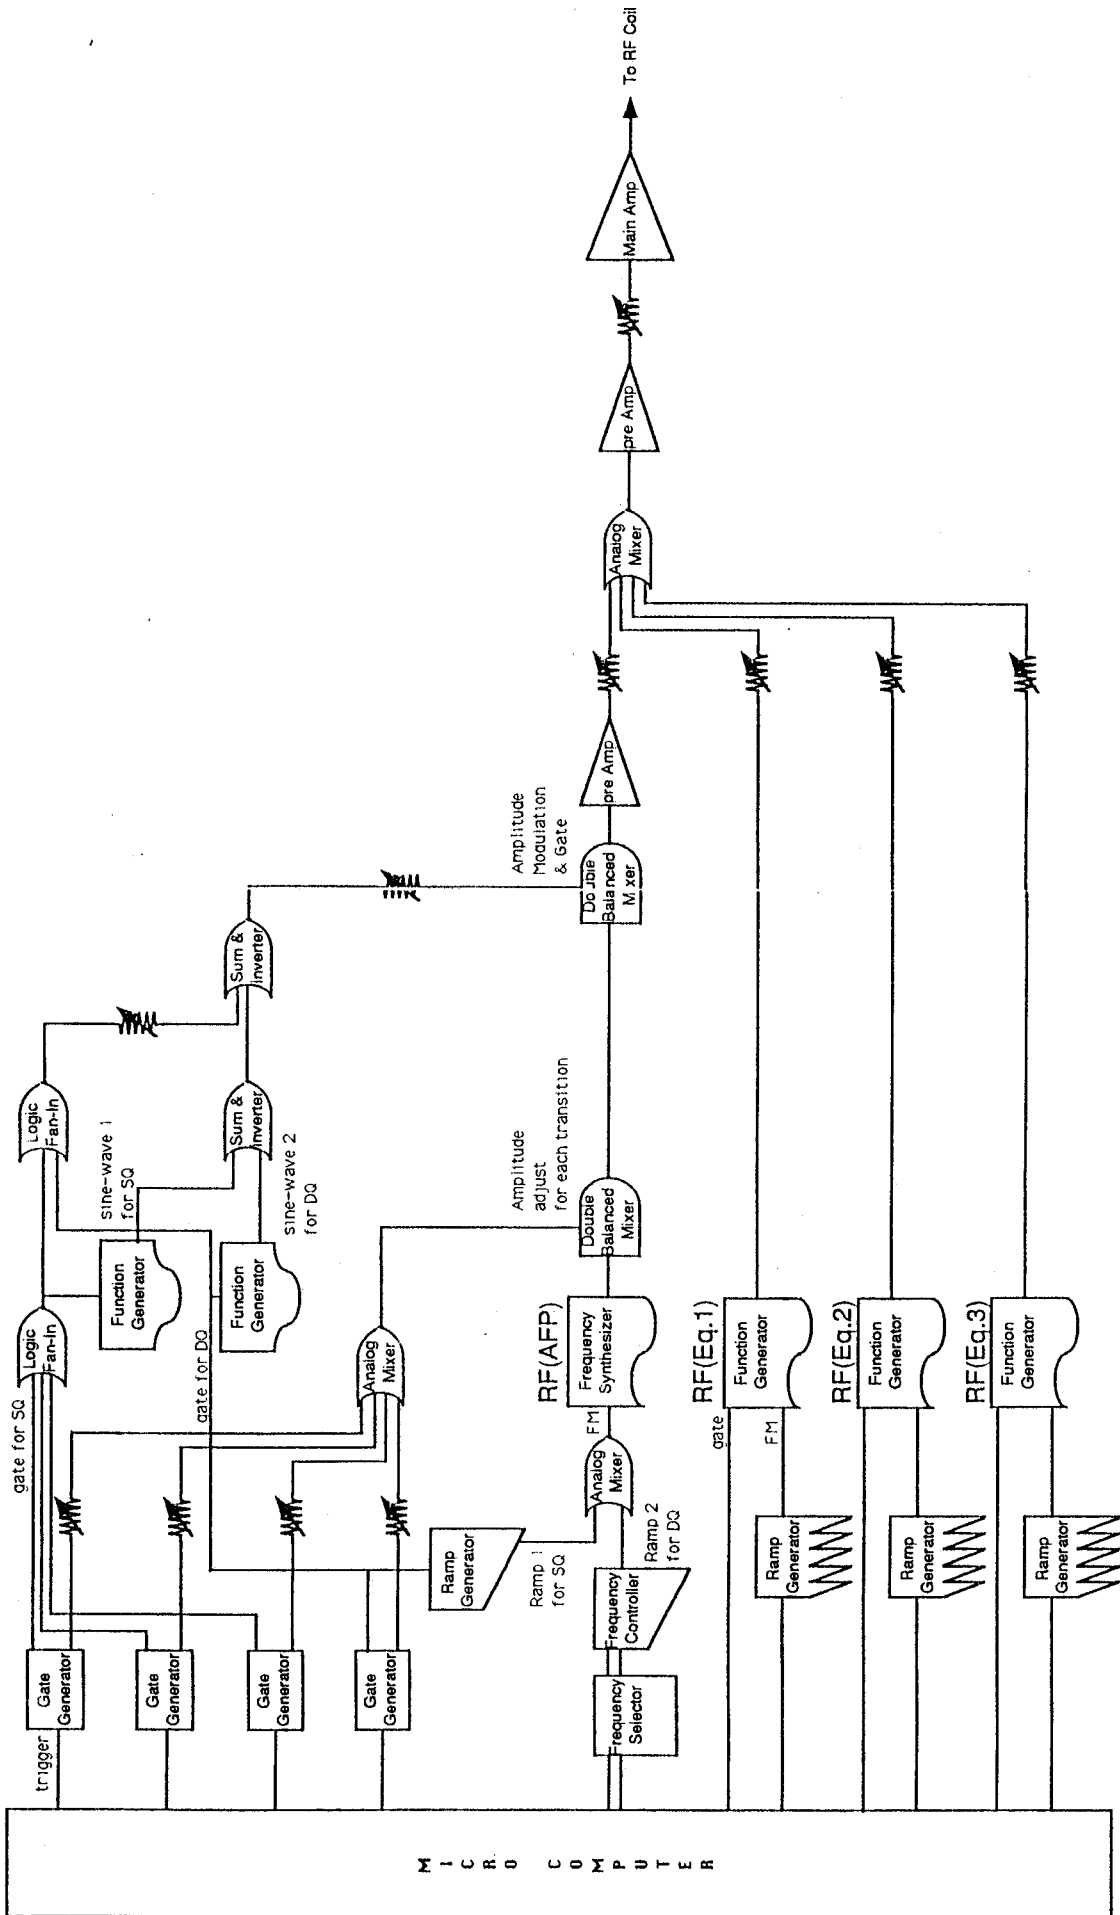 MICRO COMPUTER
trigger
Gate
Generator
Gate
Generator
Gate
Generator
Gate
Generator
gate for SQ
Logic
Fan-In
gate for DQ
Function
Generator
sine-wave 1
for SQ
Function
Generator
sine-wave 2
for DQ
Logic
Fan-In
Sum &
inverter
Sum &
inverter
Analog
Mixer
Ramp
Generator
Ramp 1
for SQ
Frequency
Selector
Frequency
Controller
Ramp 2
for DQ
Analog
Mixer
FM
RF(AFP)
Frequency
Synthesizer
Amplitude
adjust
for each transition
Double
Balanced
Mixer
Amplitude
Modulation
& Gate
Double
Balanced
Mixer
pre Amp
Analog
Mixer
pre Amp
Main Amp
To RF Coil
gate
FM
Ramp
Generator
RF(Eq.1)
Function
Generator
Ramp
Generator
RF(Eq.2)
Function
Generator
Ramp
Generator
RF(Eq.3)
Function
Generator